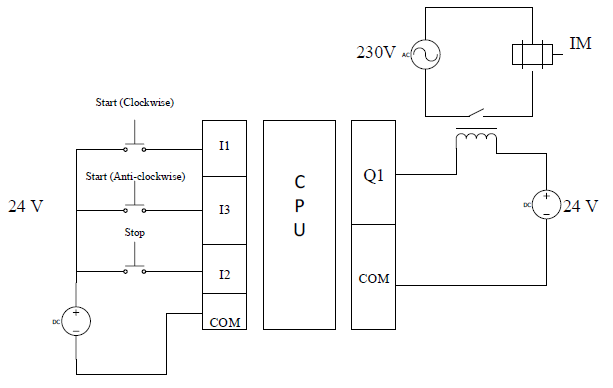 230V
AC
IM
Start (Clockwise)
I1
Start (Anti-clockwise)
24 V
I3
Stop
I2
DC
+
−
COM
C
P
U
Q1
COM
DC
+
−
24 V